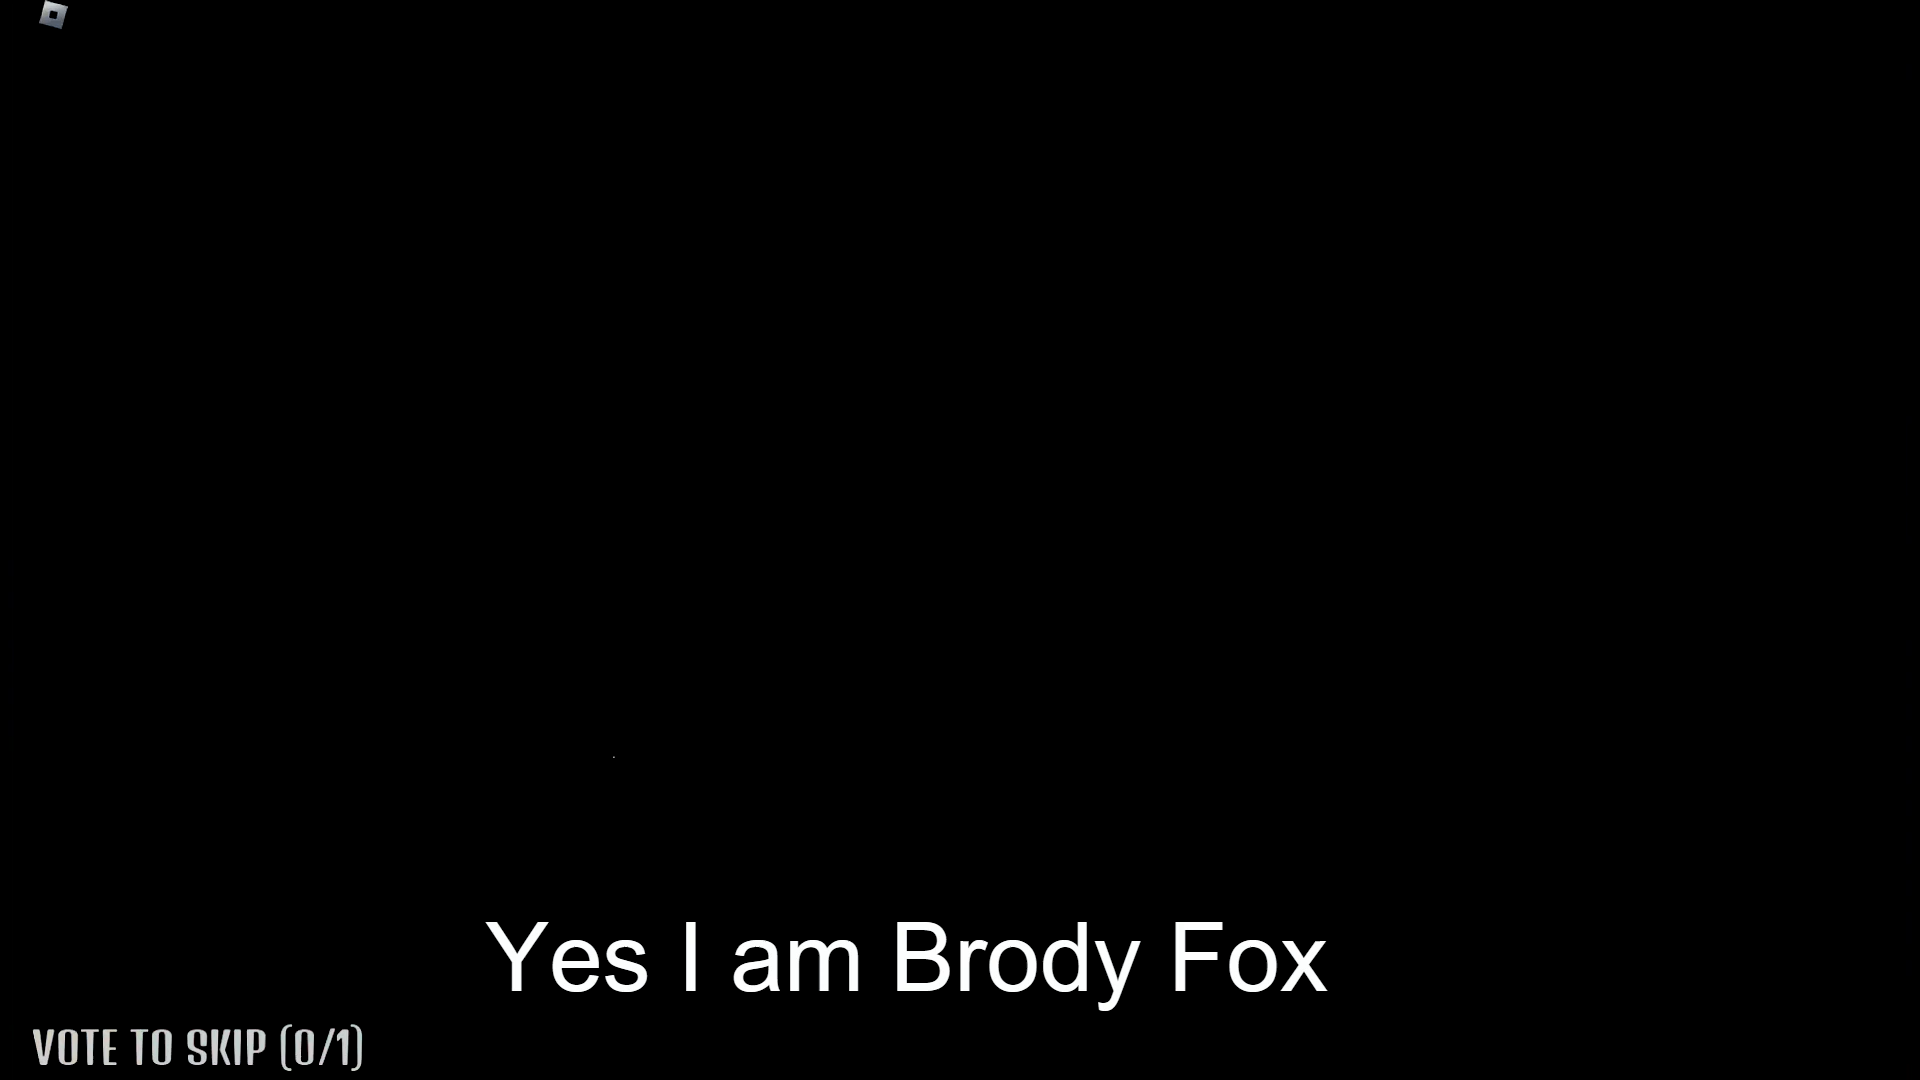 Yes I am Brody Fox
VOTE TO SKIP (0/1)